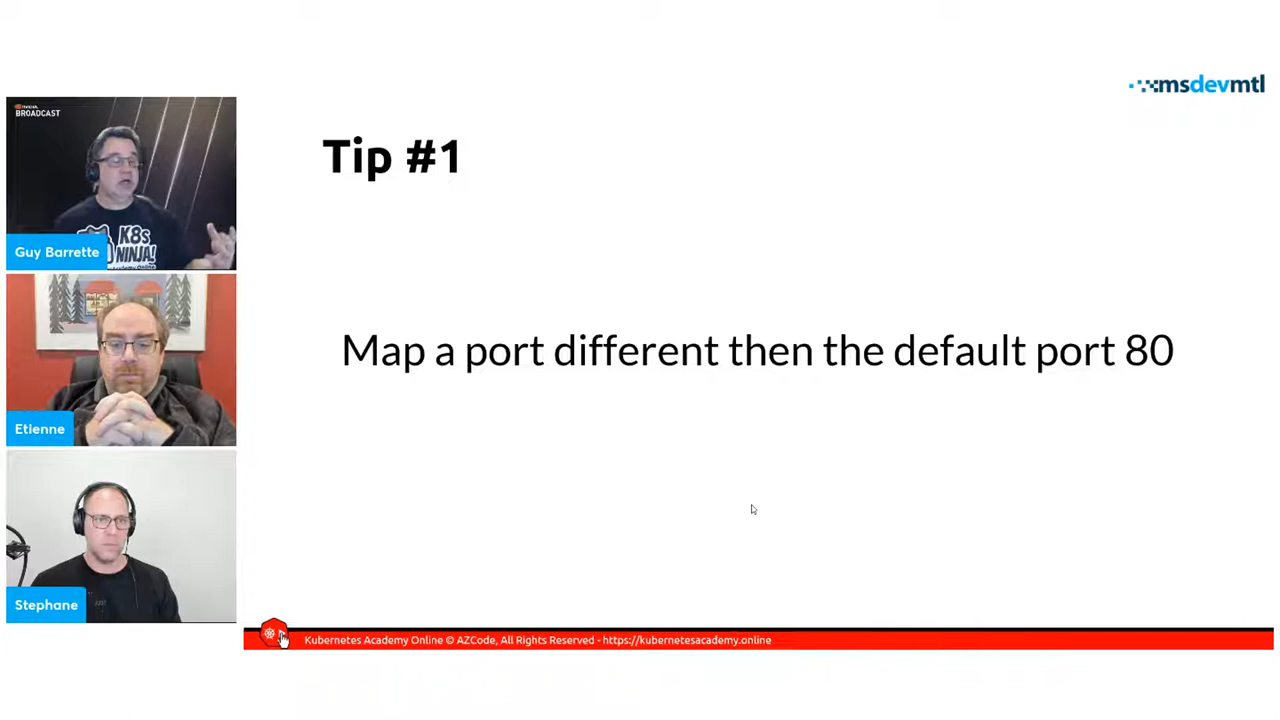 msdevmtl
NVIDIA
BROADCAST
K8s
NINJA!
Guy Barrette
Etienne
Stephane
Tip #1
Map a port different then the default port 80
Kubernetes Academy Online © AZCode, All Rights Reserved - https://kubernetesacademy.online